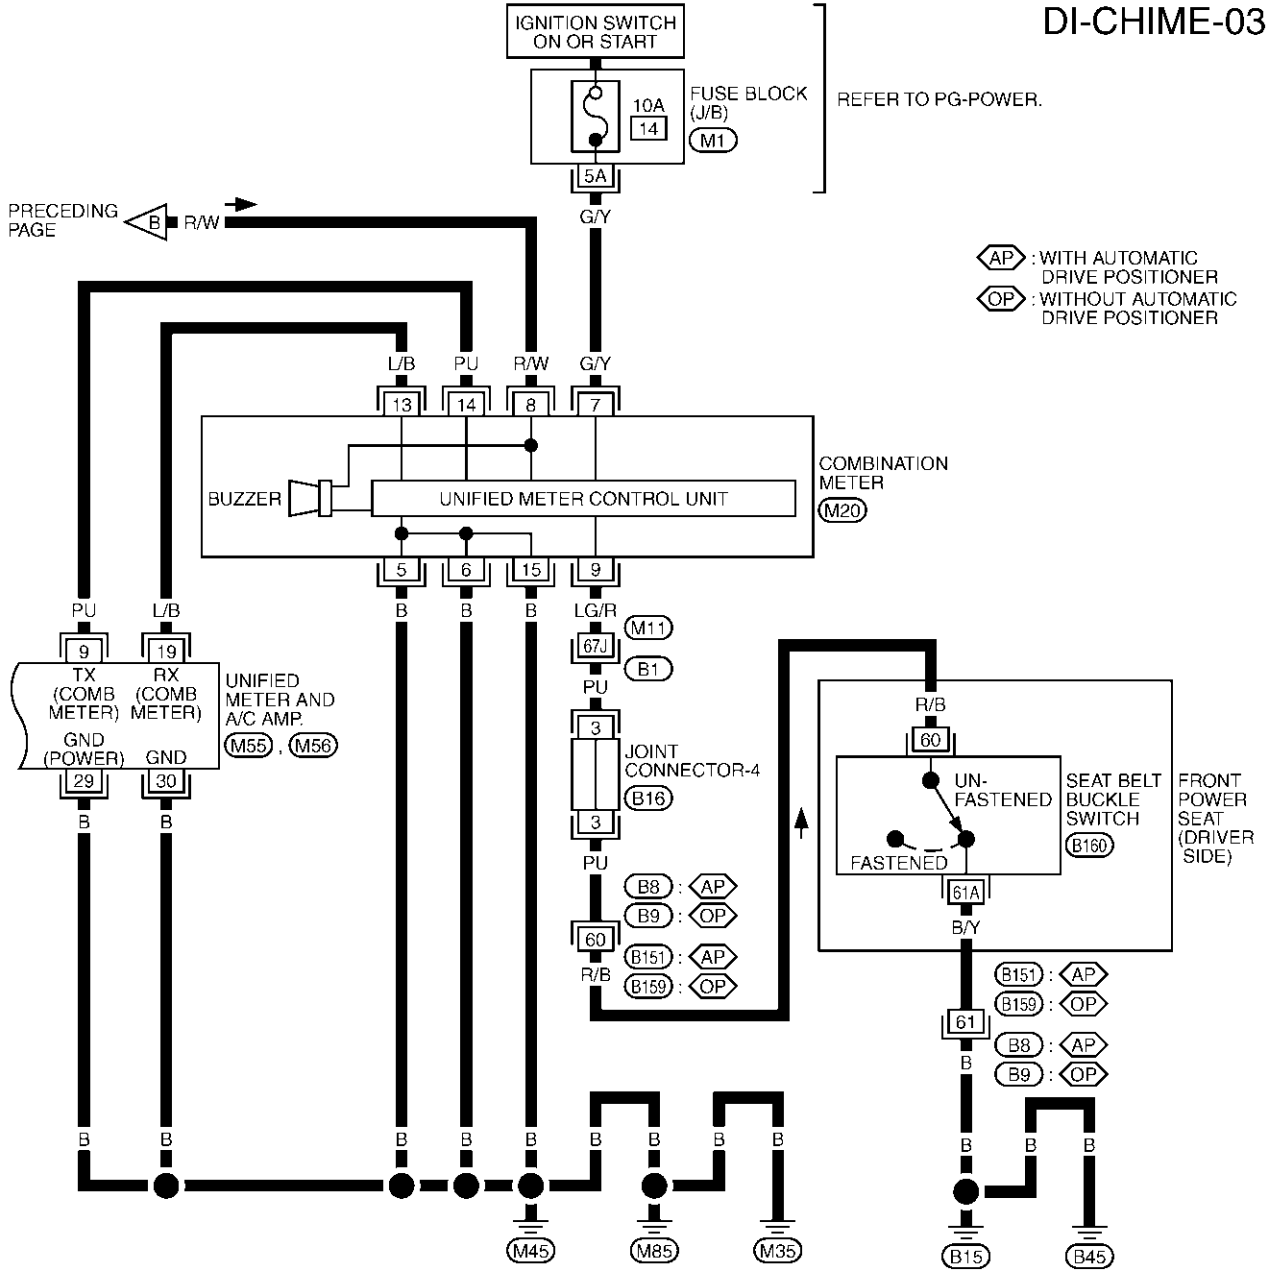 DI-CHIME-03
IGNITION SWITCH
ON OR START
10A
14
FUSE BLOCK
(J/B)
M1
REFER TO PG-POWER.
5A
G/Y
PRECEDING
PAGE
B
R/W
AP : WITH AUTOMATIC
DRIVE POSITIONER
OP : WITHOUT AUTOMATIC
DRIVE POSITIONER
L/B PU R/W G/Y
13 14 8 7
BUZZER
UNIFIED METER CONTROL UNIT
COMBINATION
METER
M20
5 6 15 9
B B B LG/R
PU L/B
9 19
TX
(COMB
METER)
RX
(COMB
METER)
GND
(POWER)
GND
29 30
B B
UNIFIED
METER AND
A/C AMP.
M55 , M56
M11
67J
B1
PU
3
JOINT
CONNECTOR-4
B16
3
PU
B8 : AP
B9 : OP
60
B151 : AP
B159 : OP
R/B
R/B
60
UN-
FASTENED
FASTENED
SEAT BELT
BUCKLE
SWITCH
B160
FRONT
POWER
SEAT
(DRIVER
SIDE)
61A
B/Y
B151 : AP
B159 : OP
61
B8 : AP
B9 : OP
B
B B B B B B B B B B B B
M45 M85 M35 B15 B45